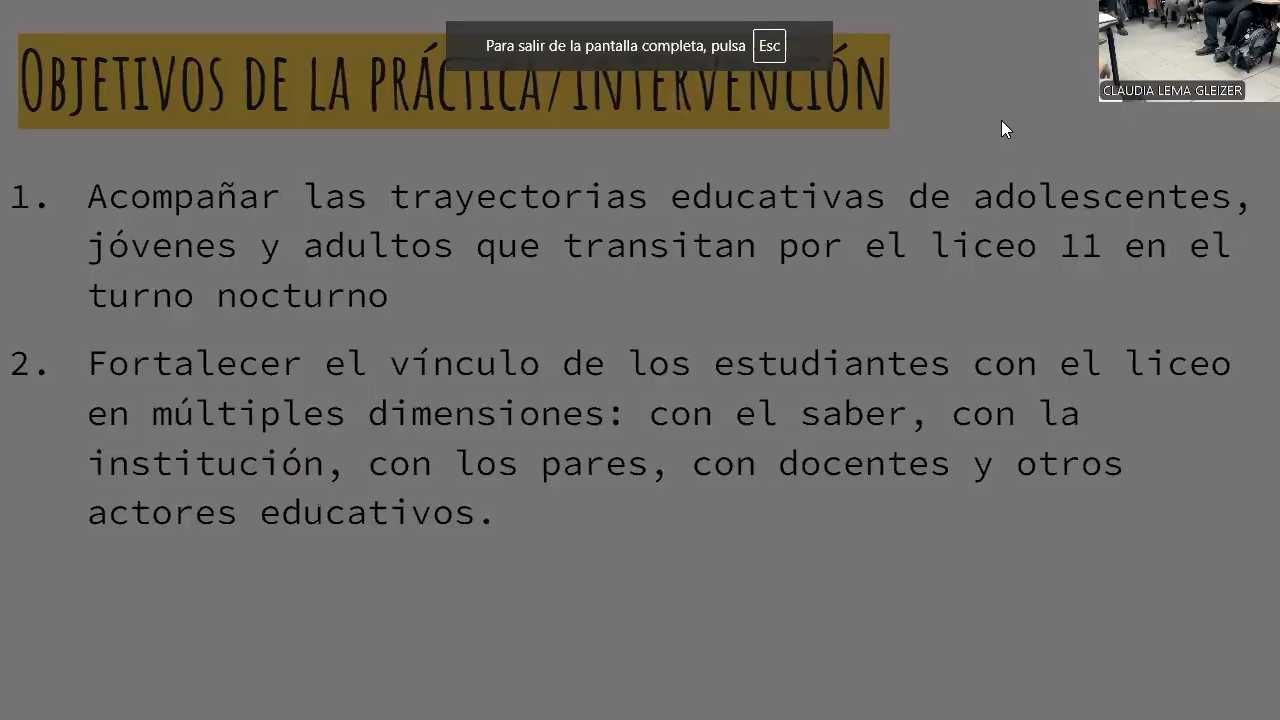 Para salir de la pantalla completa, pulsa Esc
OBJETIVOS DE LA PRÁCTICA/INTERVENCIÓN
CLAUDIA LEMA GLEIZER
1. Acompañar las trayectorias educativas de adolescentes,
jóvenes y adultos que transitan por el liceo 11 en el
turno nocturno
2. Fortalecer el vínculo de los estudiantes con el liceo
en múltiples dimensiones: con el saber, con la
institución, con los pares, con docentes y otros
actores educativos.